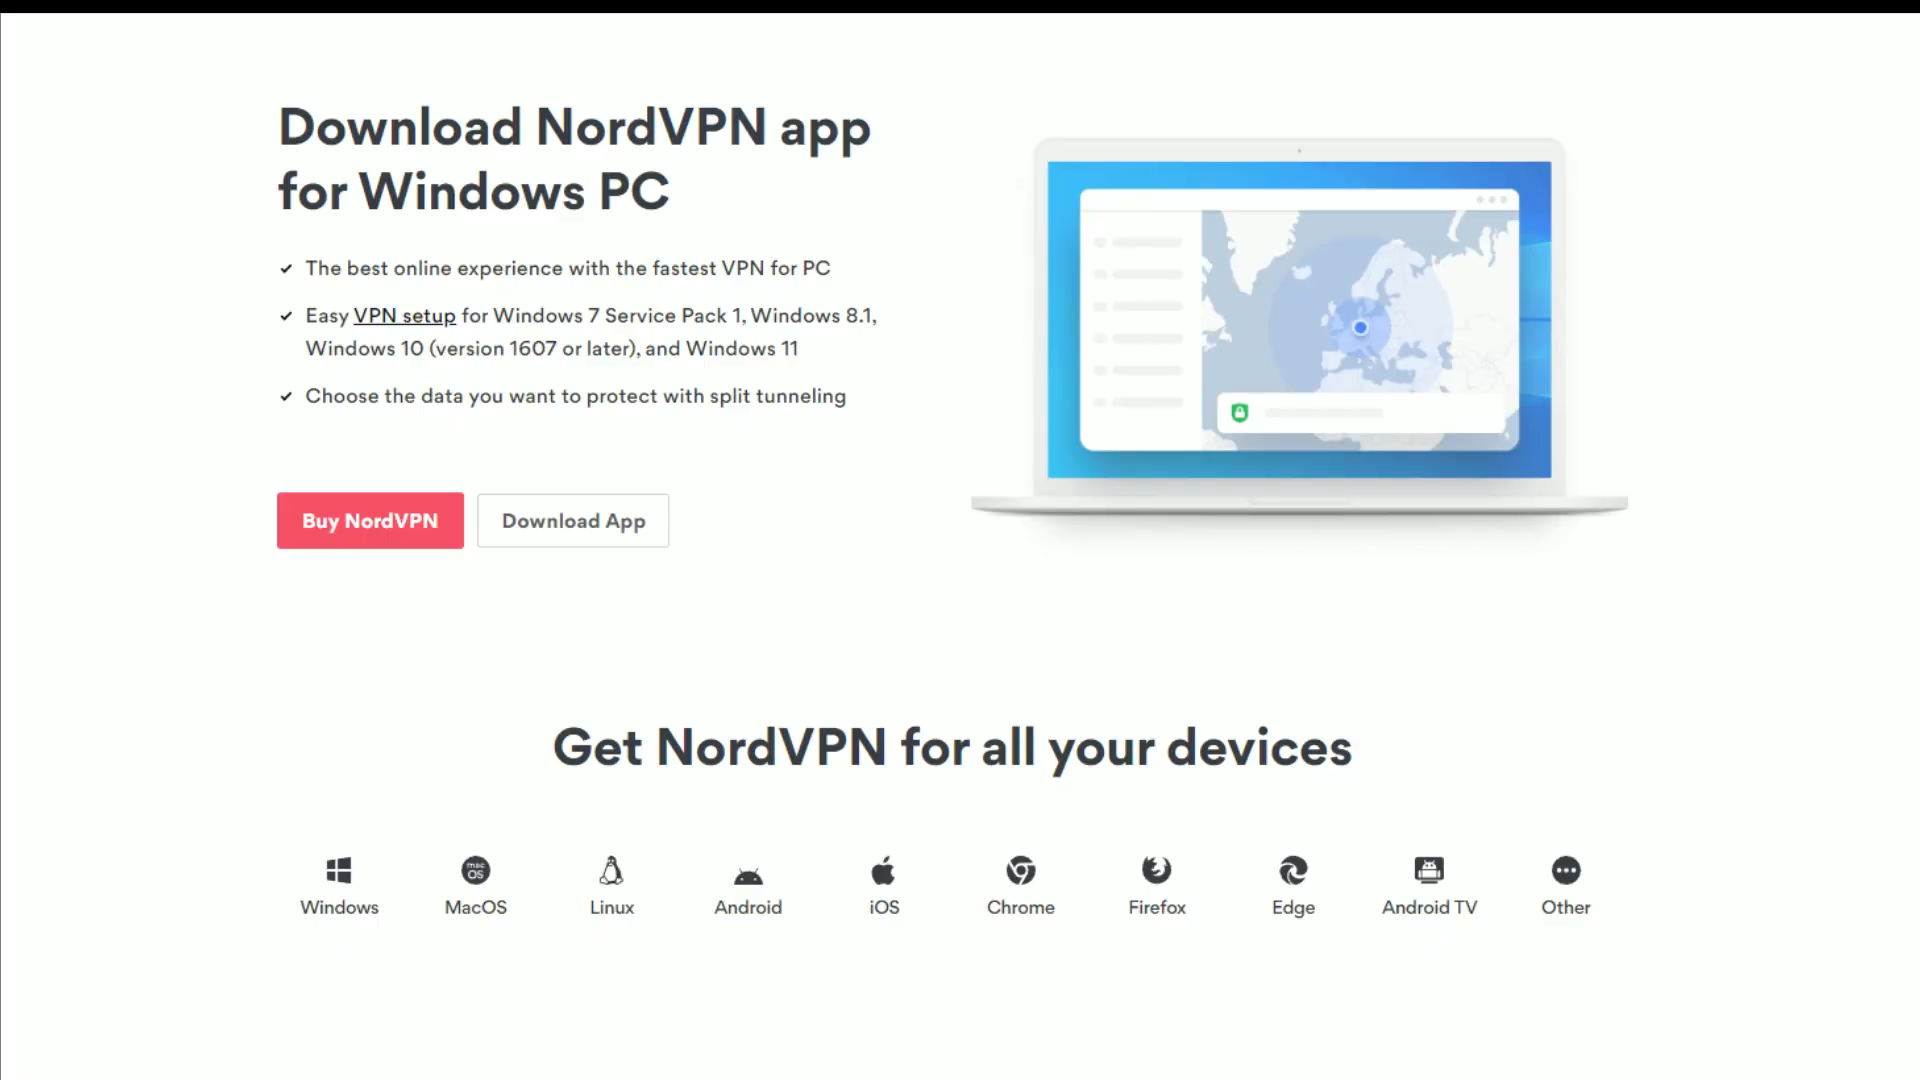 Download NordVPN app
for Windows PC
The best online experience with the fastest VPN for PC
Easy VPN setup for Windows 7 Service Pack 1, Windows 8.1,
Windows 10 (version 1607 or later), and Windows 11
Choose the data you want to protect with split tunneling
Buy NordVPN
Download App
Get NordVPN for all your devices
mac
OS
Windows
MacOS
Linux
Android
iOS
Chrome
Firefox
Edge
Android TV
Other